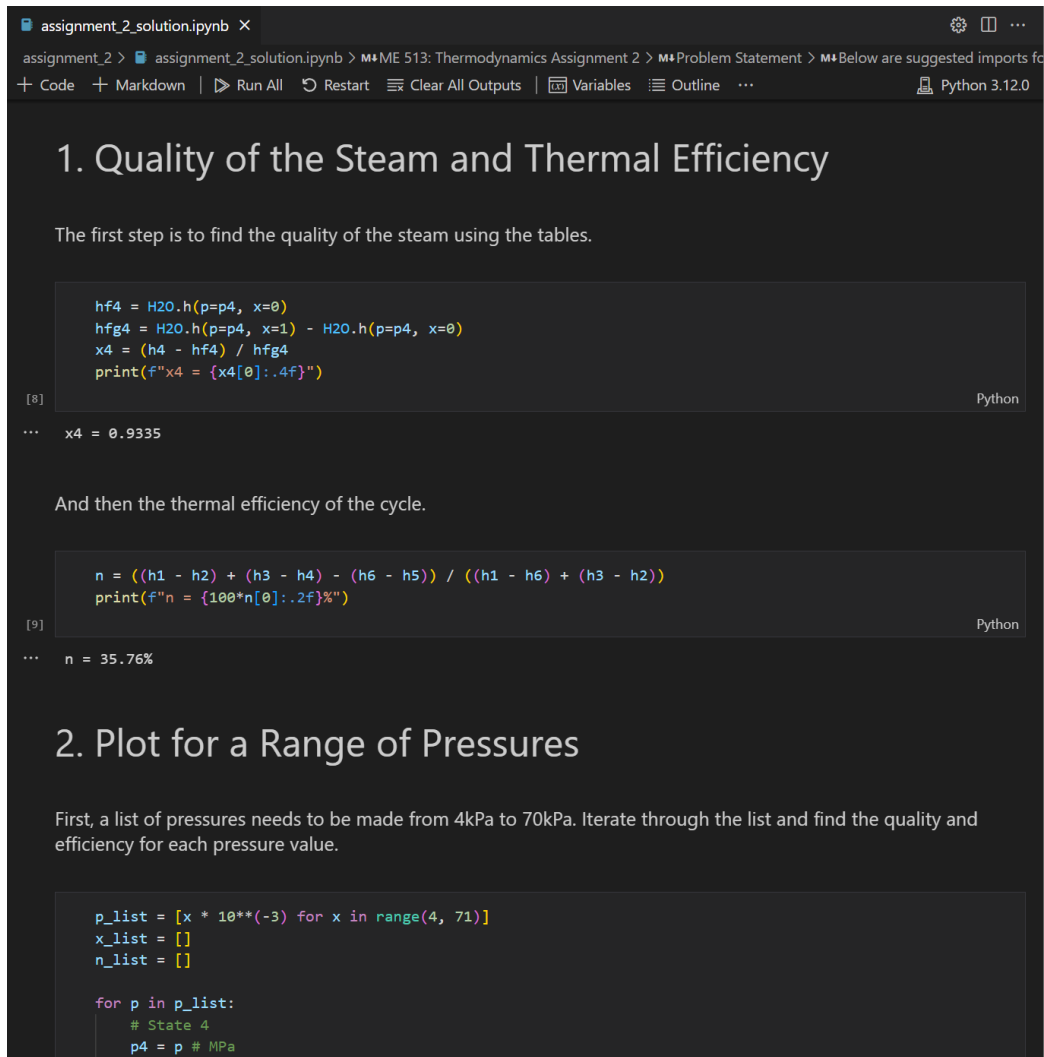 assignment_2_solution.ipynb
assignment_2 > assignment_2_solution.ipynb > M↓ME 513: Thermodynamics Assignment 2 > M↓Problem Statement > M↓Below are suggested imports fo
+ Code + Markdown | Run All Restart Clear All Outputs | Variables Outline ··· Python 3.12.0
1. Quality of the Steam and Thermal Efficiency
The first step is to find the quality of the steam using the tables.
hf4 = H2O.h(p=p4, x=0)
hfg4 = H2O.h(p=p4, x=1) - H2O.h(p=p4, x=0)
x4 = (h4 - hf4) / hfg4
print(f"x4 = {x4[0]:.4f}")
[8] Python
··· x4 = 0.9335
And then the thermal efficiency of the cycle.
n = ((h1 - h2) + (h3 - h4) - (h6 - h5)) / ((h1 - h6) + (h3 - h2))
print(f"n = {100*n[0]:.2f}%")
[9] Python
··· n = 35.76%
2. Plot for a Range of Pressures
First, a list of pressures needs to be made from 4kPa to 70kPa. Iterate through the list and find the quality and
efficiency for each pressure value.
p_list = [x * 10**(-3) for x in range(4, 71)]
x_list = []
n_list = []
for p in p_list:
# State 4
p4 = p # MPa